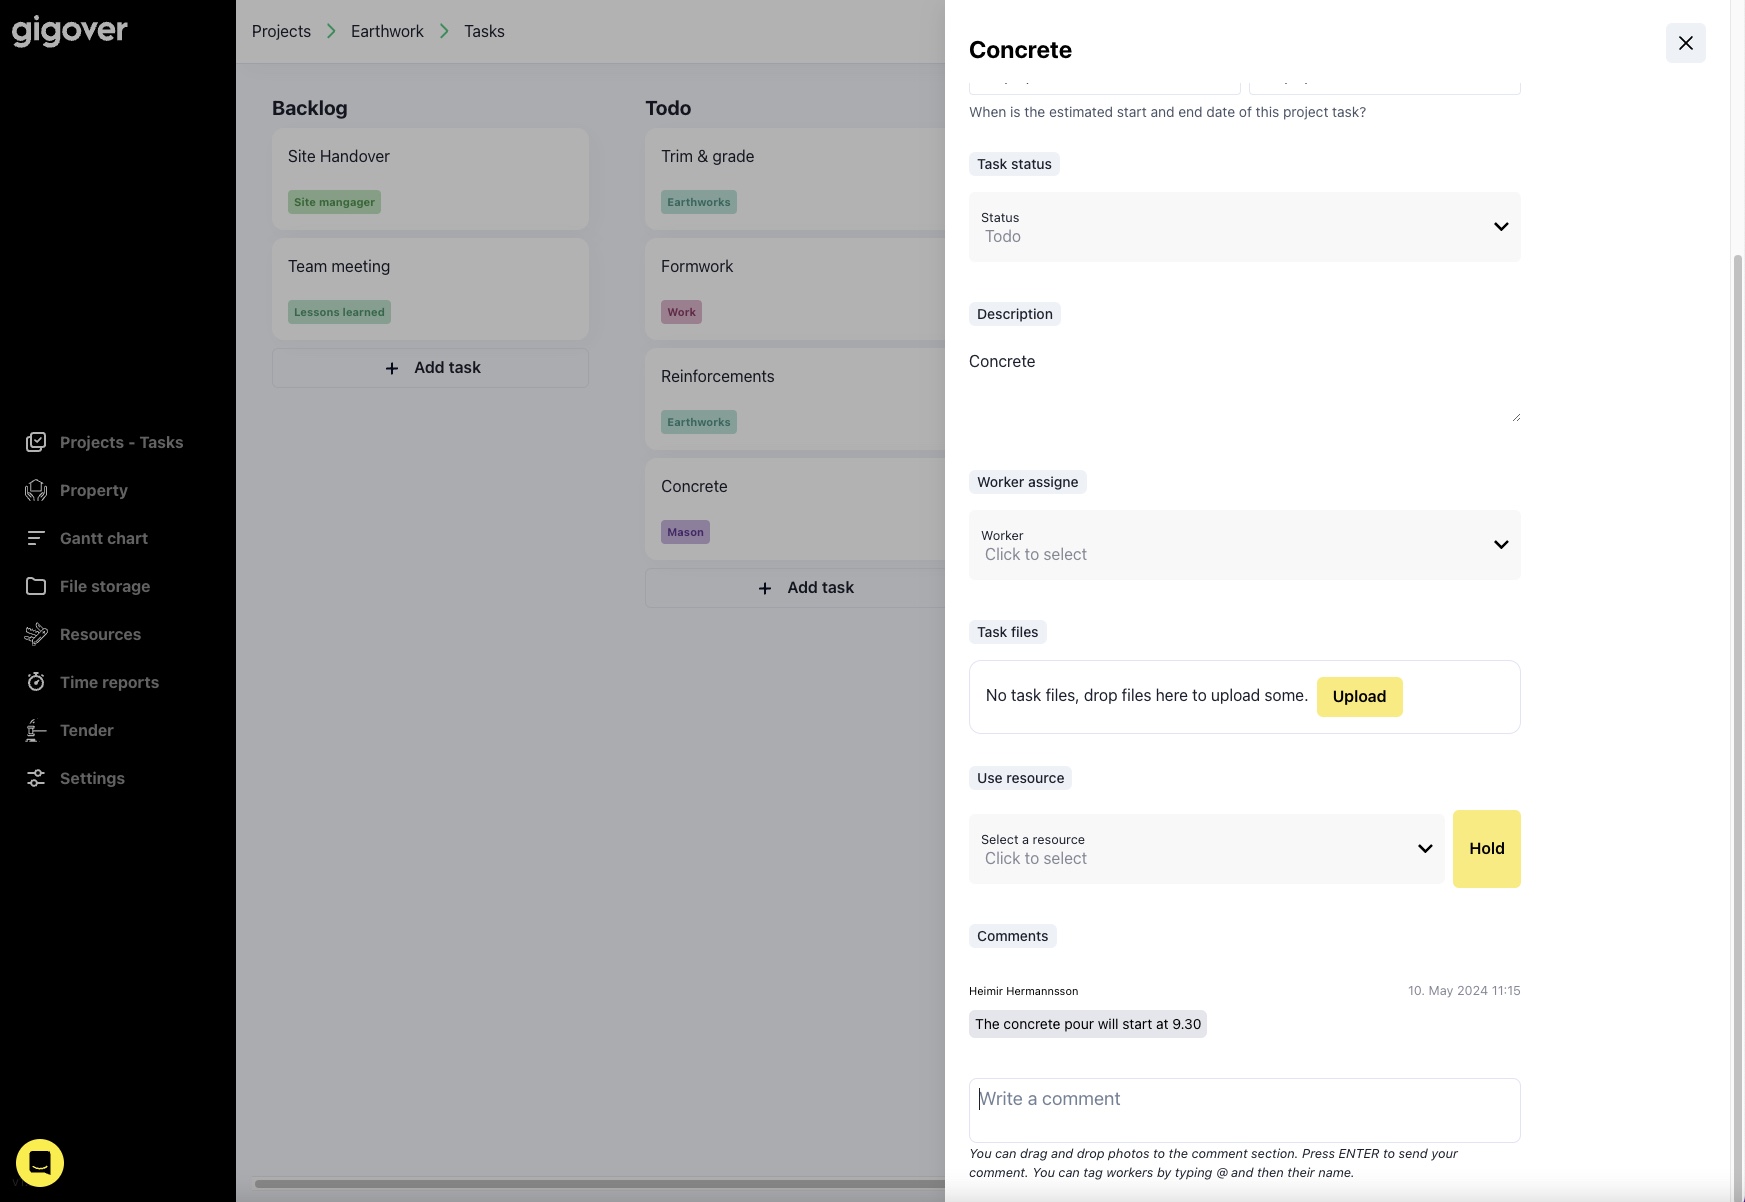 gigover
Projects - Tasks
Property
Gantt chart
File storage
Resources
Time reports
Tender
Settings
Projects > Earthwork > Tasks
Backlog
Site Handover
Site mangager
Team meeting
Lessons learned
+ Add task
Todo
Trim & grade
Earthworks
Formwork
Work
Reinforcements
Earthworks
Concrete
Mason
+ Add task
Concrete
When is the estimated start and end date of this project task?
Task status
Status
Todo
Description
Concrete
Worker assigne
Worker
Click to select
Task files
No task files, drop files here to upload some.
Upload
Use resource
Select a resource
Click to select
Hold
Comments
Heimir Hermannsson
10. May 2024 11:15
The concrete pour will start at 9.30
Write a comment
You can drag and drop photos to the comment section. Press ENTER to send your
comment. You can tag workers by typing @ and then their name.